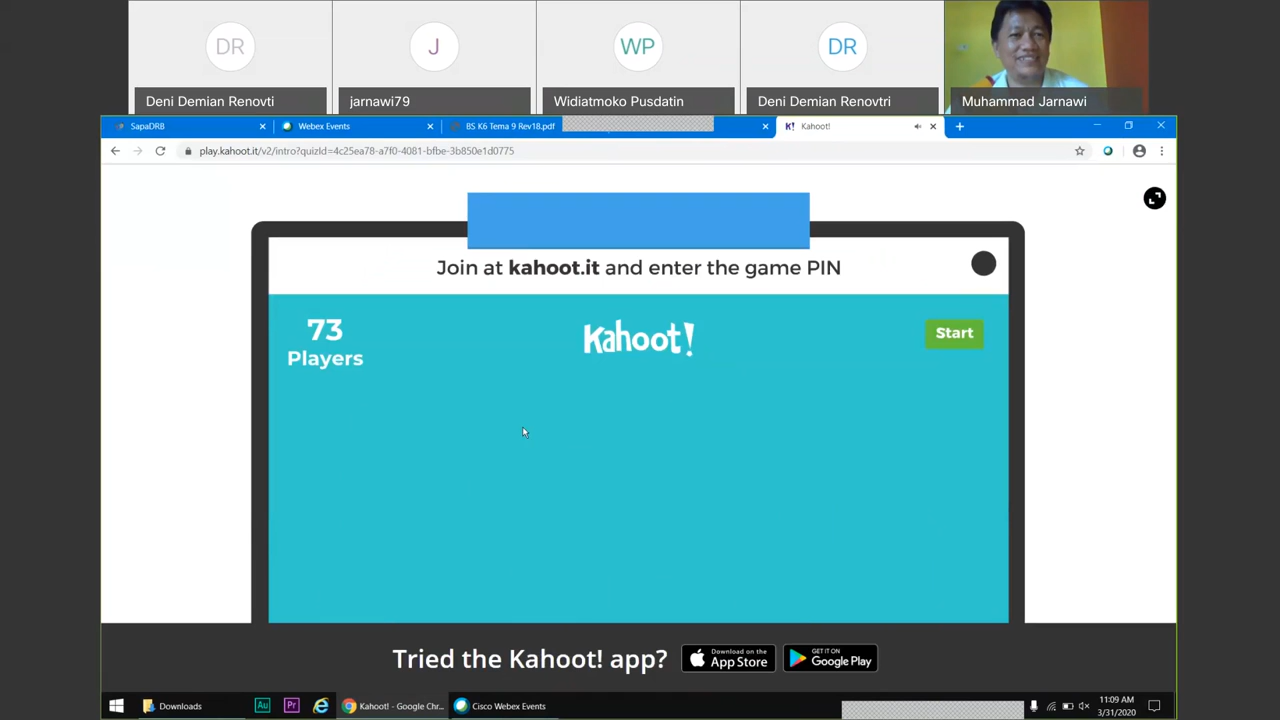 DR
J
WP
DR
Deni Demian Renovti
jarnawi79
Widiatmoko Pusdatin
Deni Demian Renovtri
Muhammad Jarnawi
SapaDRB
Webex Events
BS K6 Tema 9 Rev18.pdf
K! Kahoot!
play.kahoot.it/v2/intro?quizId=4c25ea78-a7f0-4081-bfbe-3b850e1d0775
Join at kahoot.it and enter the game PIN
73
Players
Kahoot!
Start
Tried the Kahoot! app?
Download on the
App Store
GET IT ON
Google Play
Downloads
Au
Pr
Kahoot! - Google Chr...
Cisco Webex Events
11:09 AM
3/31/2020